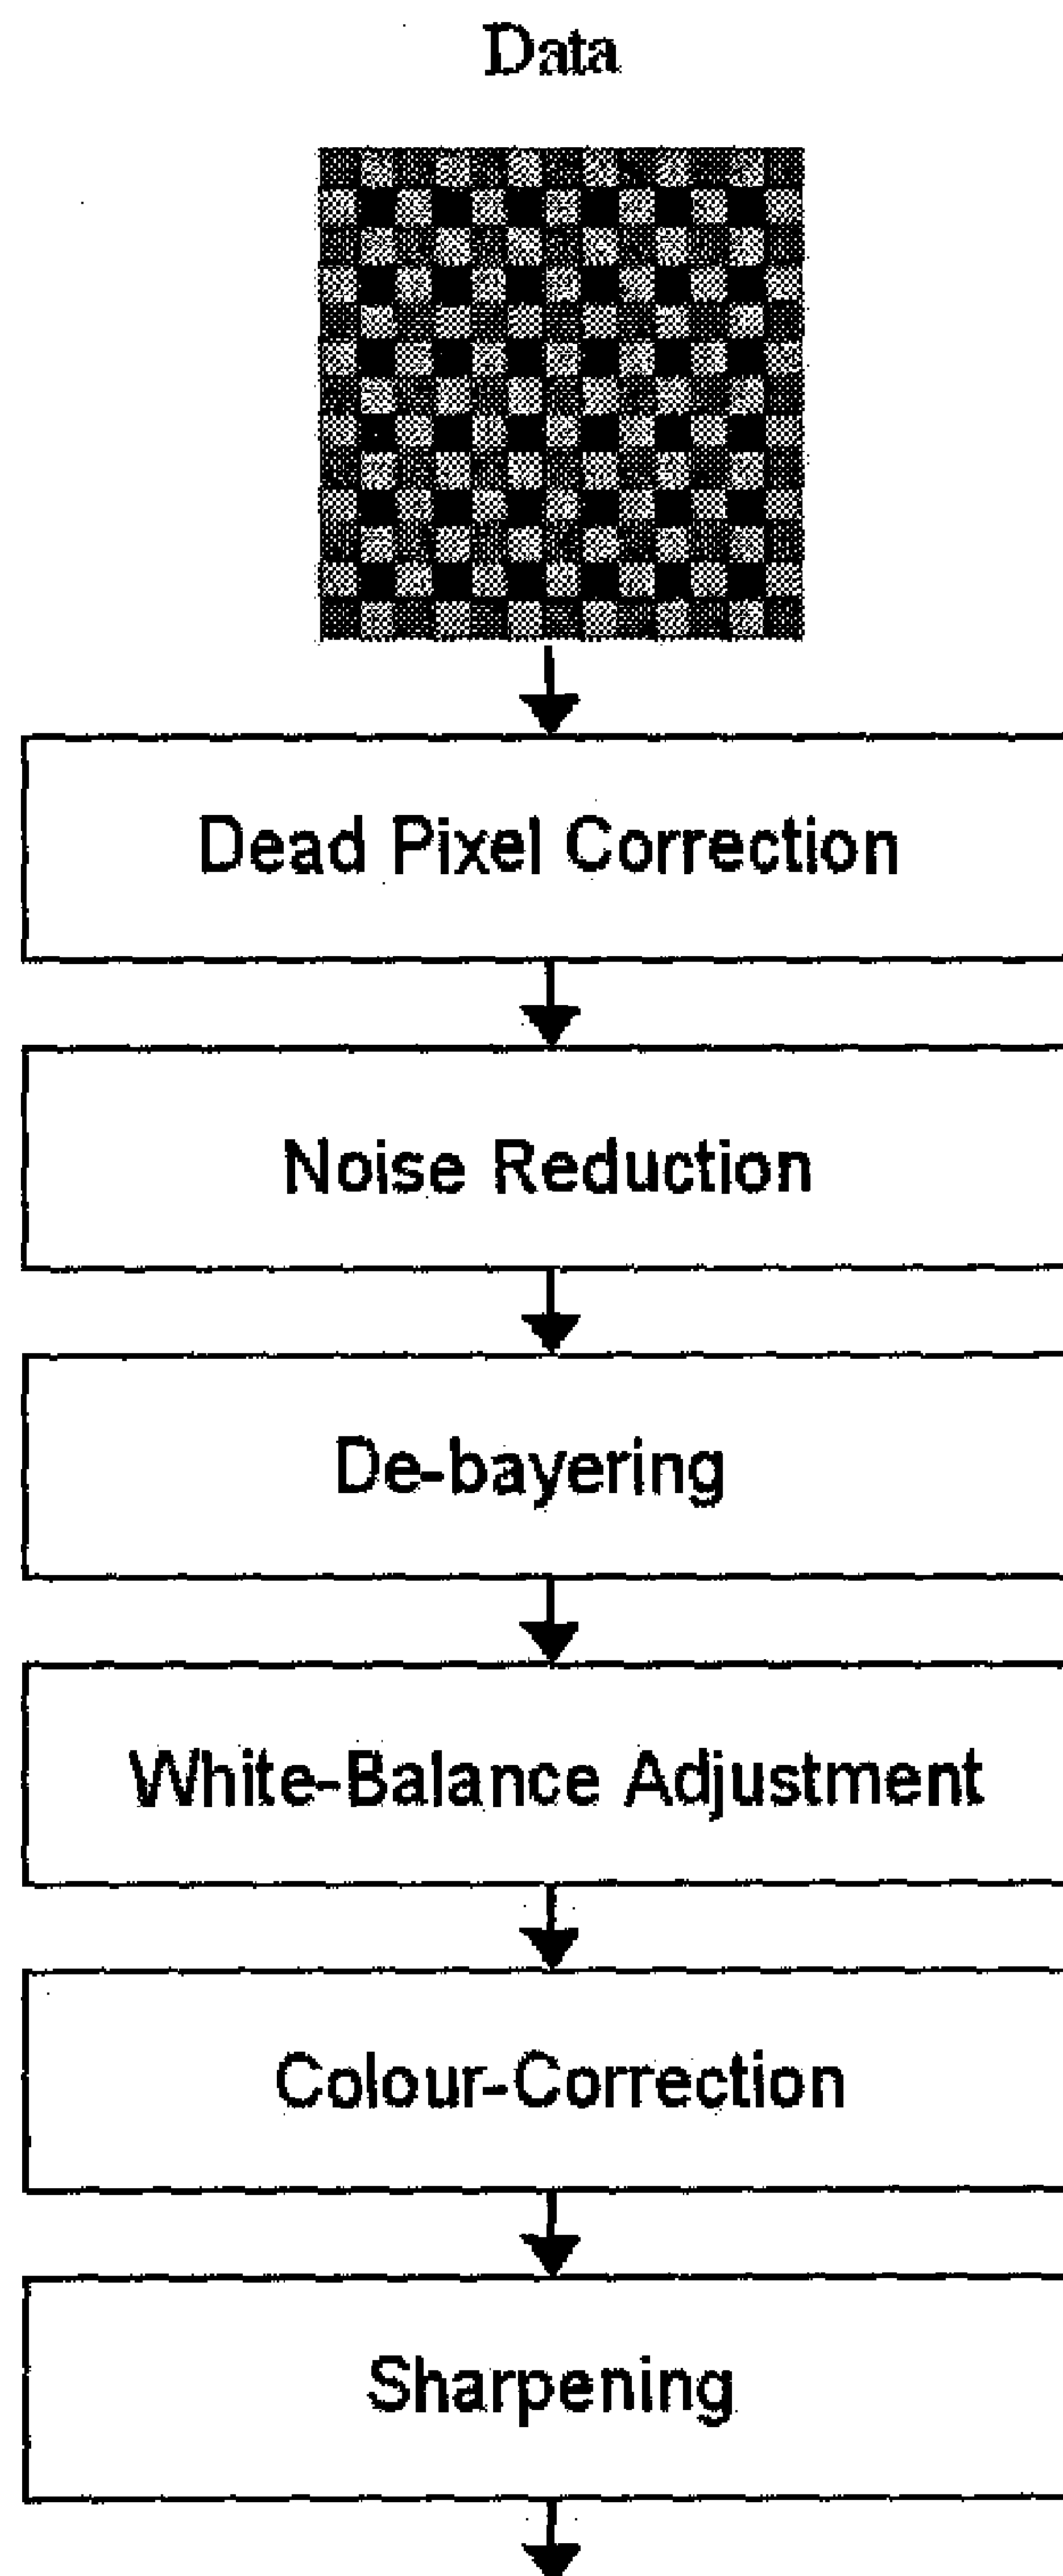 Data
Dead Pixel Correction
Noise Reduction
De-bayering
White-Balance Adjustment
Colour-Correction
Sharpening